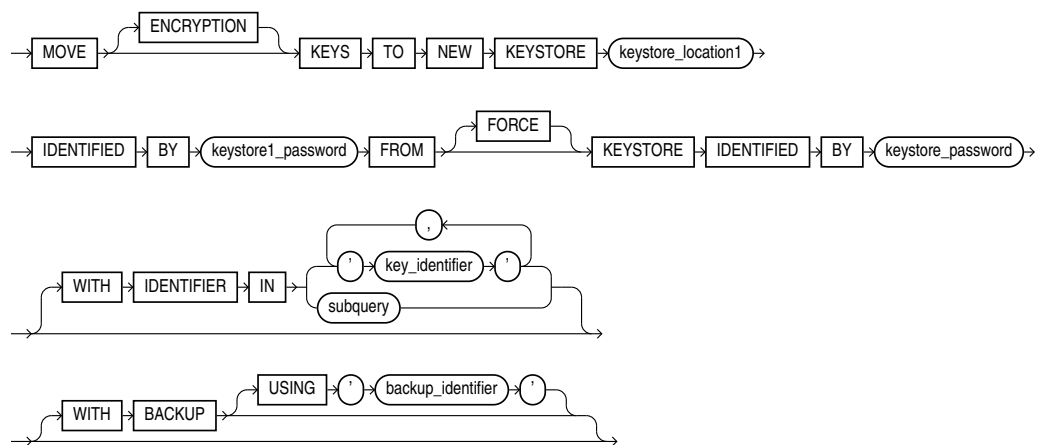 ENCRYPTION
MOVE KEYS TO NEW KEYSTORE keystore_location1
FORCE
IDENTIFIED BY keystore1_password FROM KEYSTORE IDENTIFIED BY keystore_password
,
WITH IDENTIFIER IN ' key_identifier '
subquery
USING ' backup_identifier '
WITH BACKUP